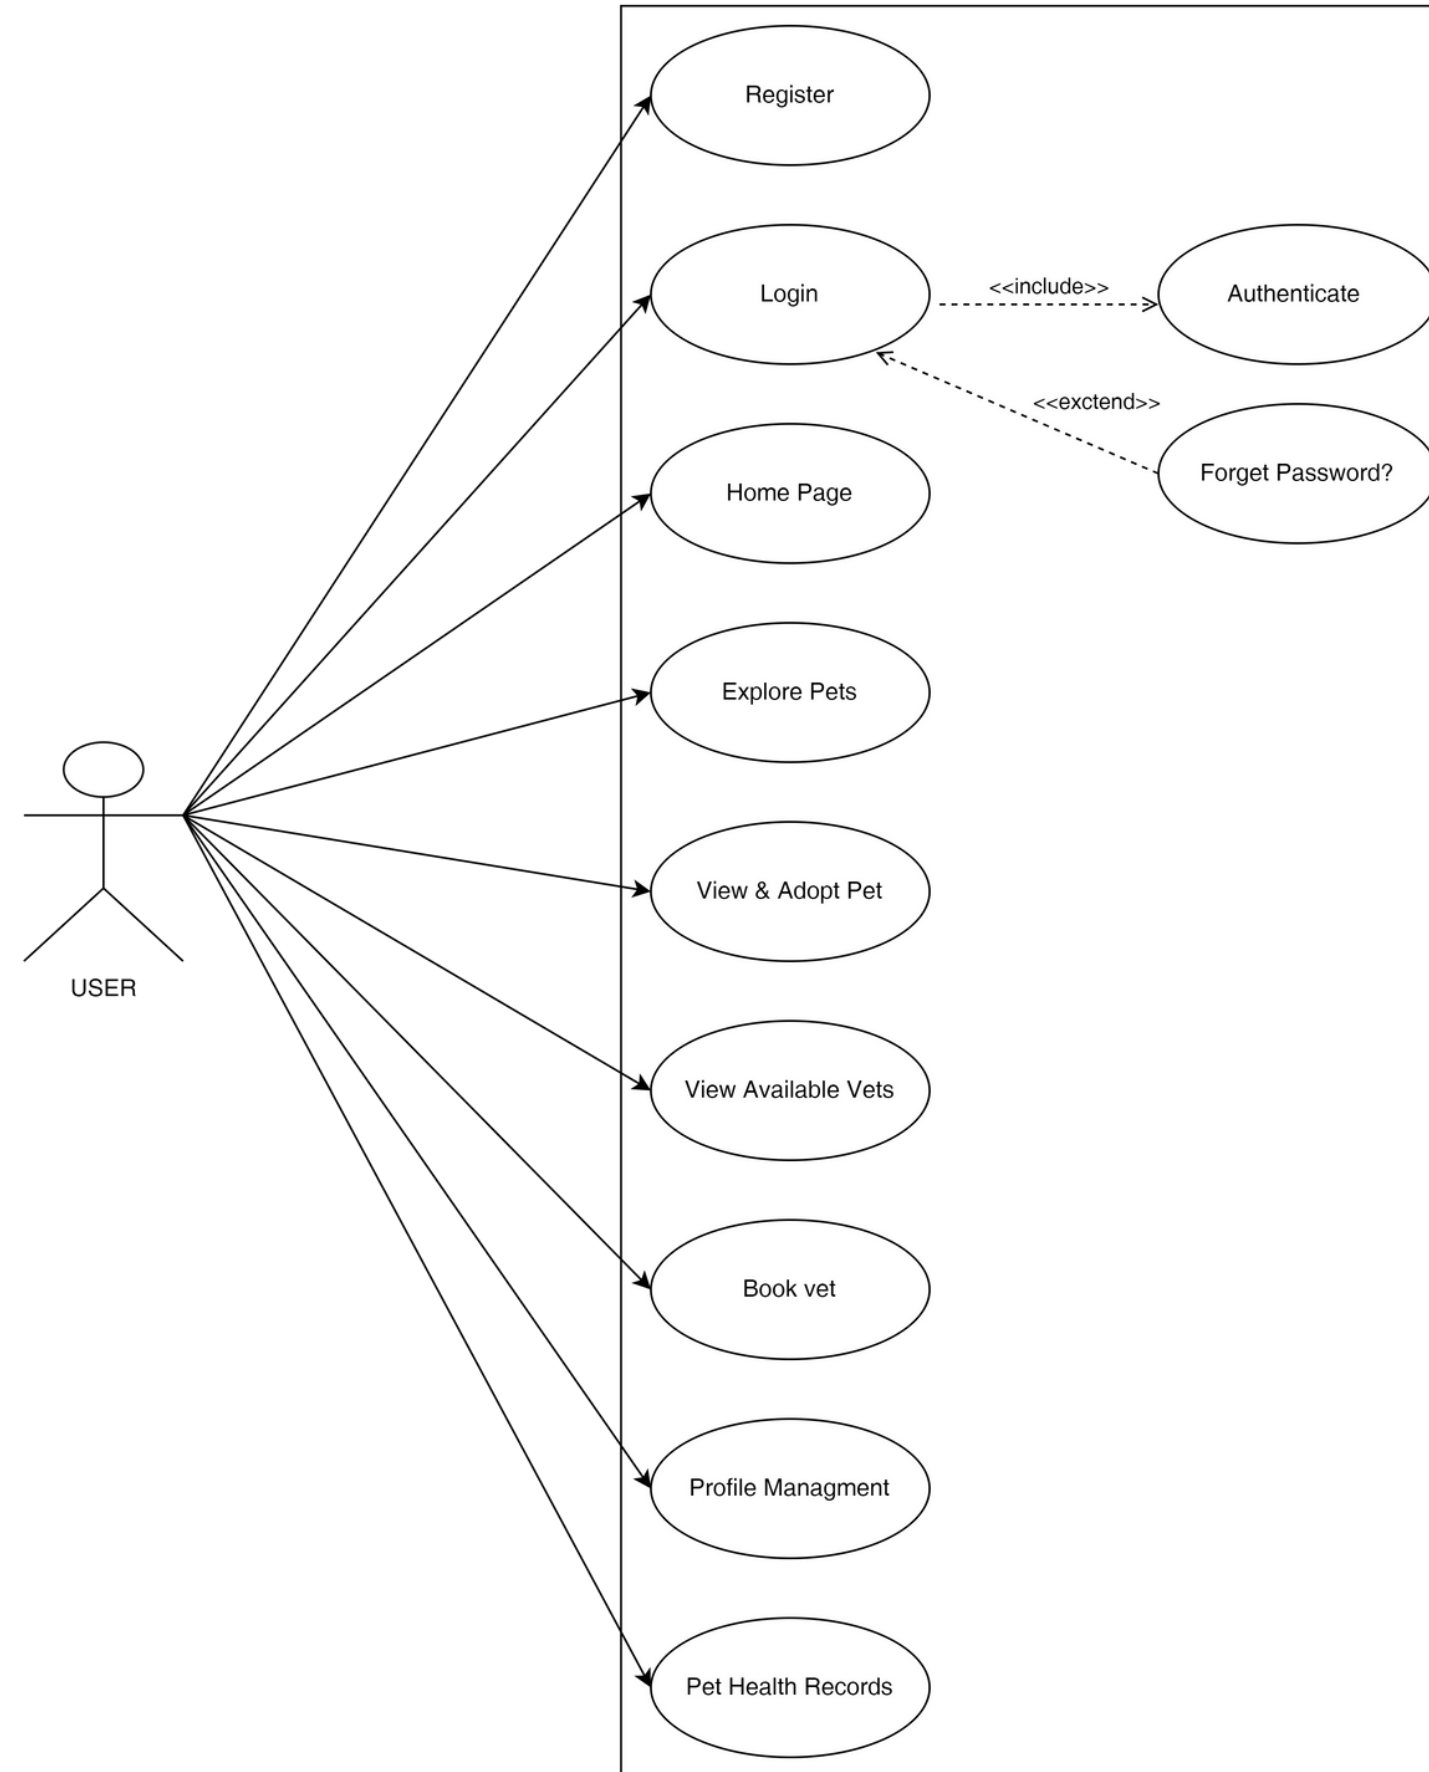 Register
Login
<<include>>
Authenticate
<<exctend>>
Forget Password?
Home Page
Explore Pets
View & Adopt Pet
USER
View Available Vets
Book vet
Profile Managment
Pet Health Records